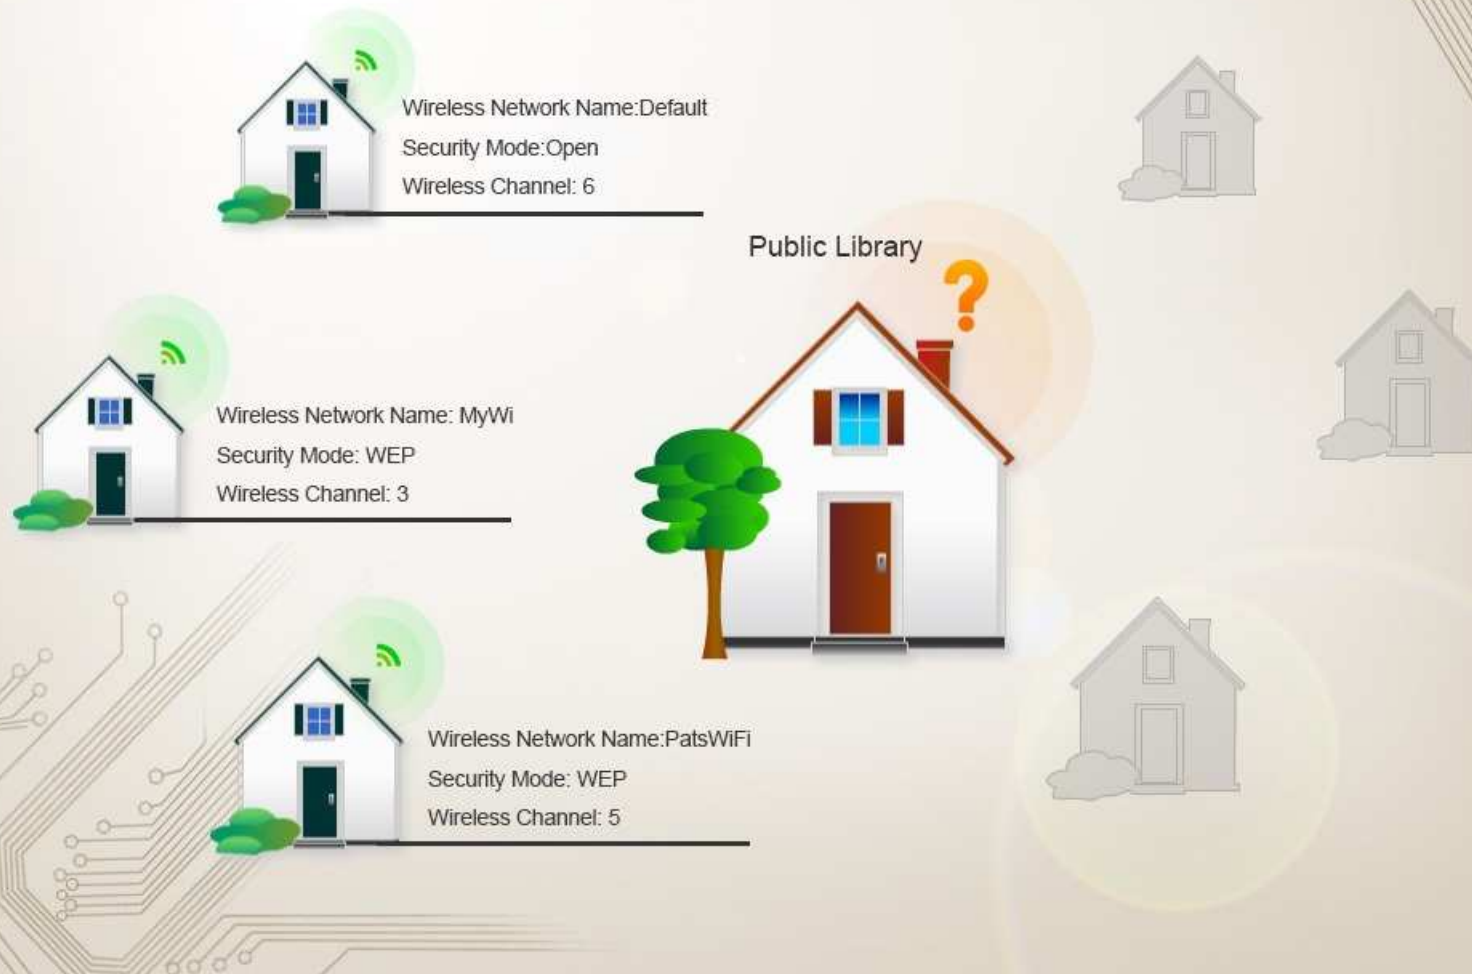 Wireless Network Name:Default
Security Mode:Open
Wireless Channel: 6
Public Library
?
Wireless Network Name: MyWi
Security Mode: WEP
Wireless Channel: 3
Wireless Network Name:PatsWiFi
Security Mode: WEP
Wireless Channel: 5